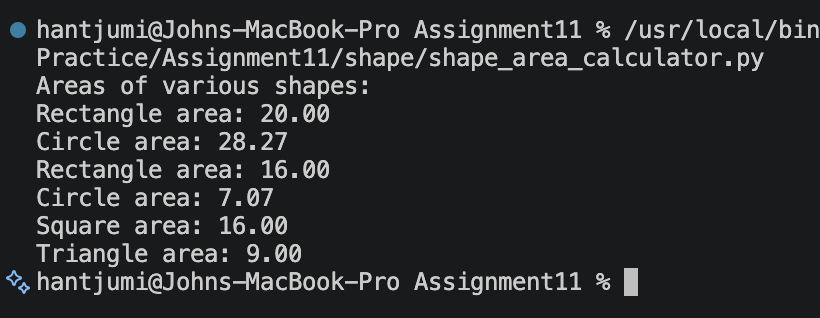 hantjumi@Johns-MacBook-Pro Assignment11 % /usr/local/bin
Practice/Assignment11/shape/shape_area_calculator.py
Areas of various shapes:
Rectangle area: 20.00
Circle area: 28.27
Rectangle area: 16.00
Circle area: 7.07
Square area: 16.00
Triangle area: 9.00
hantjumi@Johns-MacBook-Pro Assignment11 %